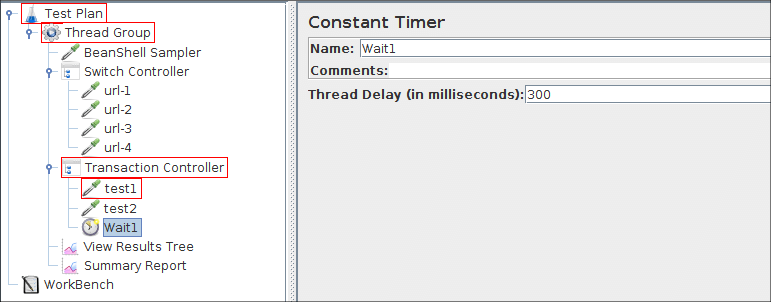 Test Plan
Thread Group
BeanShell Sampler
Switch Controller
url-1
url-2
url-3
url-4
Transaction Controller
test1
test2
Wait1
View Results Tree
Summary Report
WorkBench
Constant Timer
Name: Wait1
Comments:
Thread Delay (in milliseconds): 300